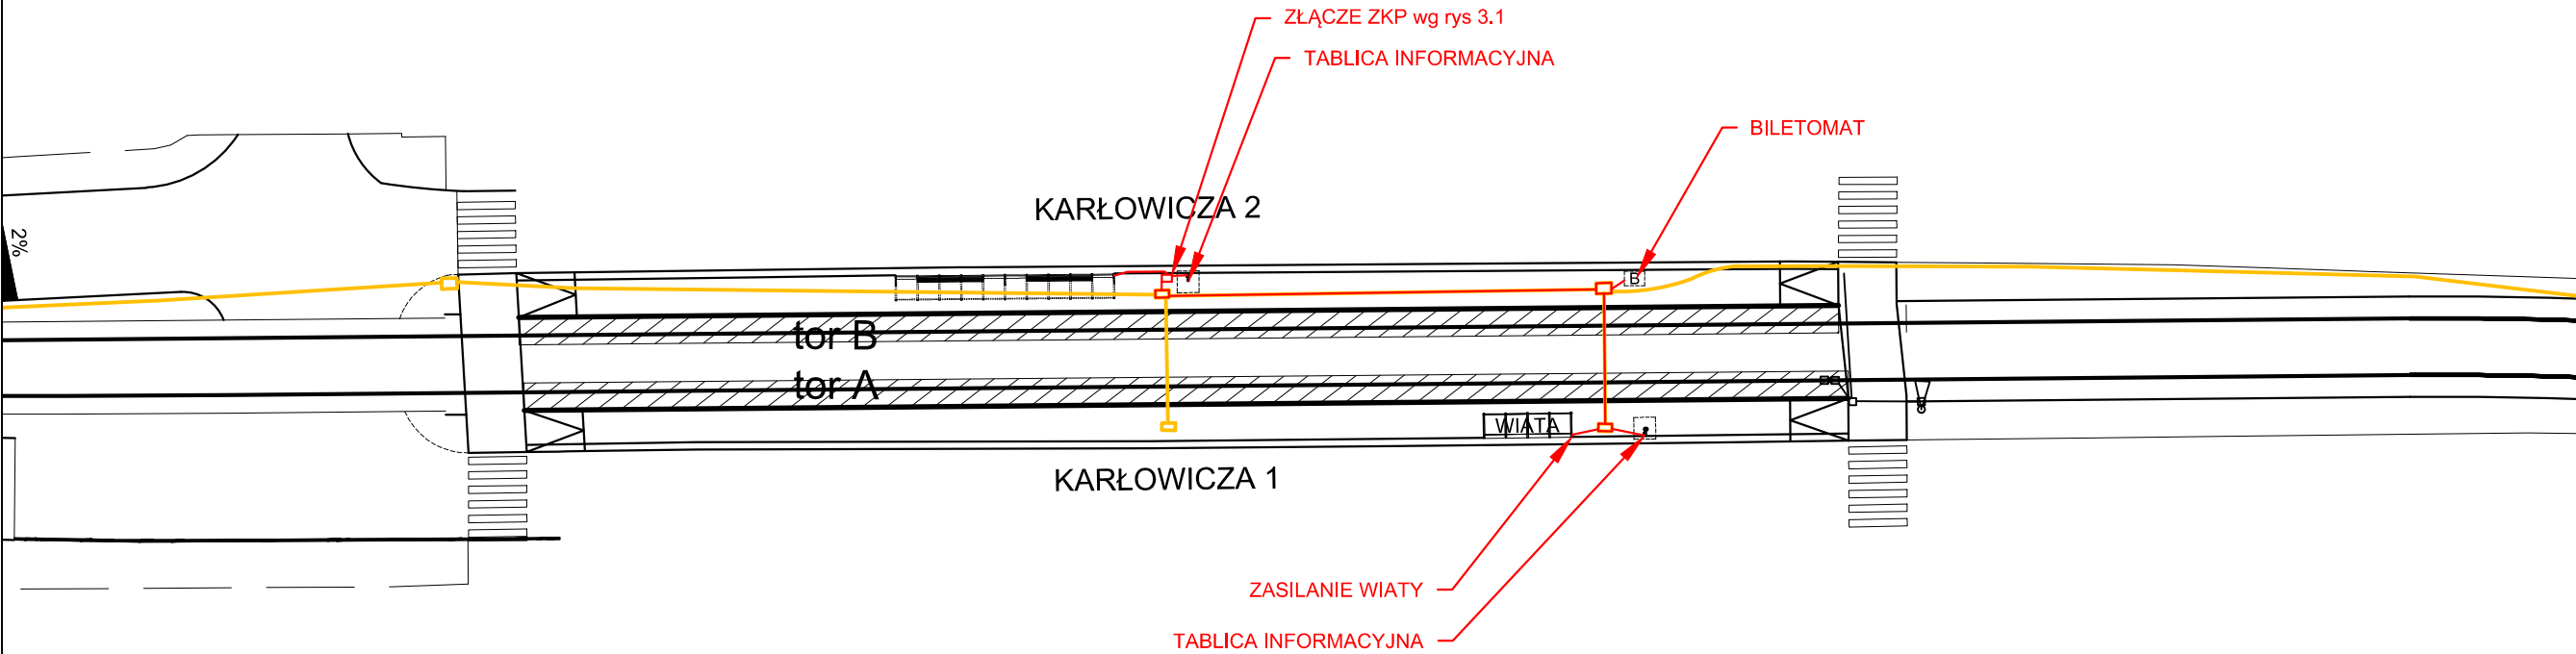 ZŁĄCZE ZKP wg rys 3.1
TABLICA INFORMACYJNA
BILETOMAT
KARŁOWICZA 2
2%
B
tor B
tor A
WIATA
KARŁOWICZA 1
ZASILANIE WIATY
TABLICA INFORMACYJNA